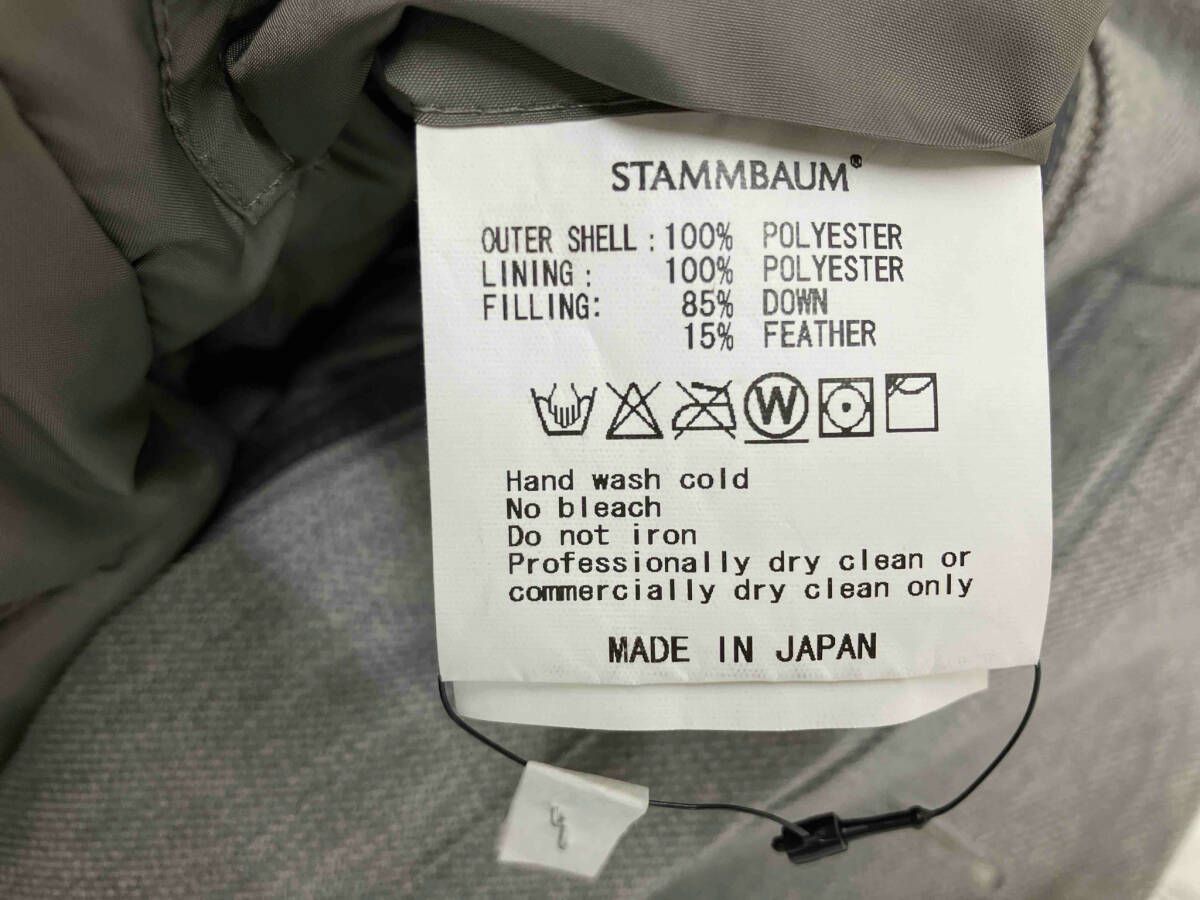 STAMMBAUM®
OUTER SHELL : 100% POLYESTER
LINING : 100% POLYESTER
FILLING: 85% DOWN
15% FEATHER
W
Hand wash cold
No bleach
Do not iron
Professionally dry clean or
commercially dry clean only
MADE IN JAPAN